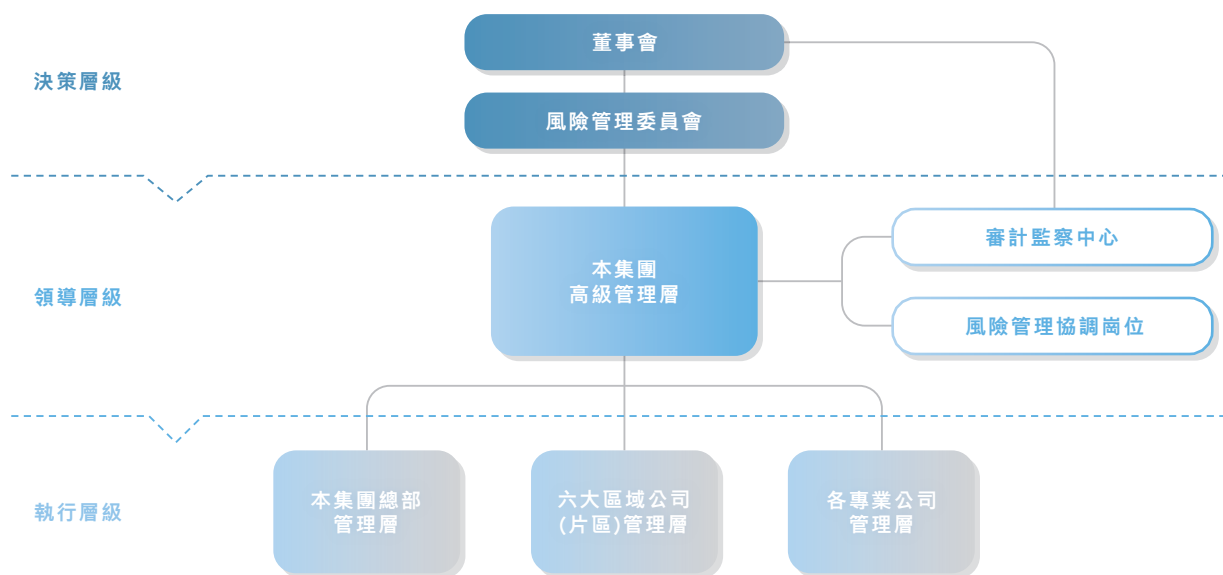 董事會
決策層級
風險管理委員會
本集團
高級管理層
審計監察中心
領導層級
風險管理協調崗位
執行層級
本集團總部
管理層
六大區域公司
(片區)管理層
各專業公司
管理層